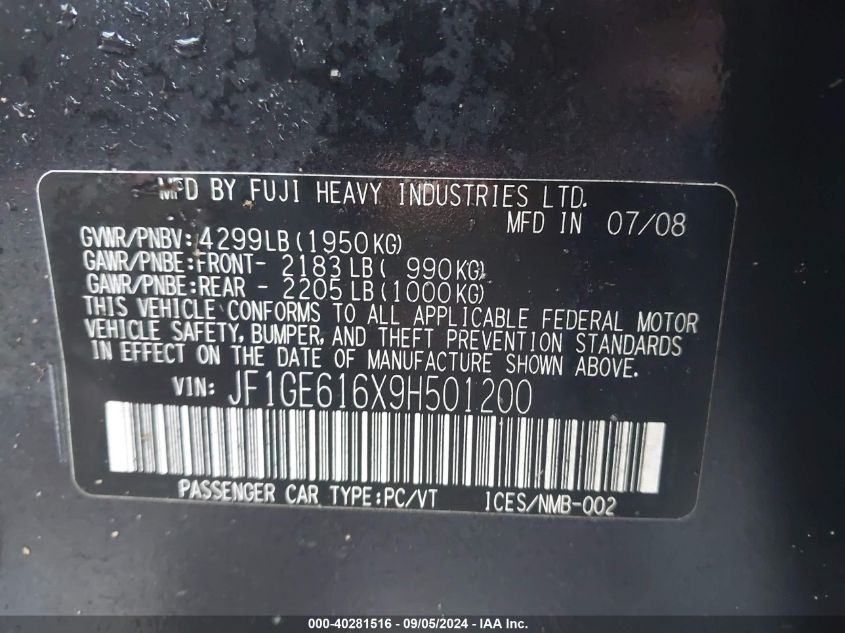 MFD BY FUJI HEAVY INDUSTRIES LTD.
MFD IN 07/08
GVWR/PNBV: 4299LB(1950KG)
GAWR/PNBE:FRONT- 2183LB( 990KG)
GAWR/PNBE:REAR - 2205LB(1000KG)
THIS VEHICLE CONFORMS TO ALL APPLICABLE FEDERAL MOTOR
VEHICLE SAFETY, BUMPER, AND THEFT PREVENTION STANDARDS
IN EFFECT ON THE DATE OF MANUFACTURE SHOWN ABOVE.
VIN: JF1GE616X9H501200
PASSENGER CAR TYPE:PC/VT ICES/NMB-002
000-40281516 - 09/05/2024 - IAA Inc.